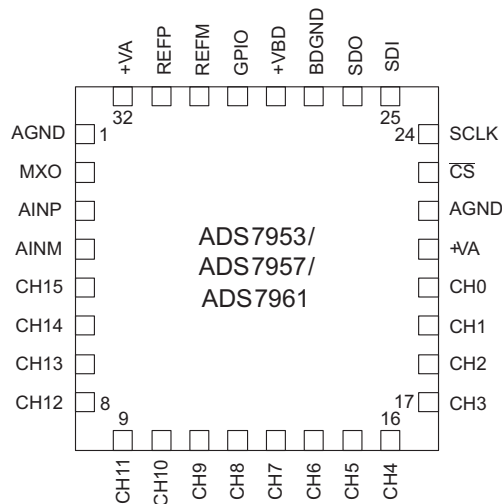 +VA
REFP
REFM
GPIO
+VBD
BDGND
SDO
SDI
32
25
AGND
1
24
SCLK
MXO
C̅S̅
AINP
AGND
AINM
+VA
ADS7953/
ADS7957/
ADS7961
CH15
CH0
CH14
CH1
CH13
CH2
CH12
8
17
CH3
9
16
CH11
CH10
CH9
CH8
CH7
CH6
CH5
CH4